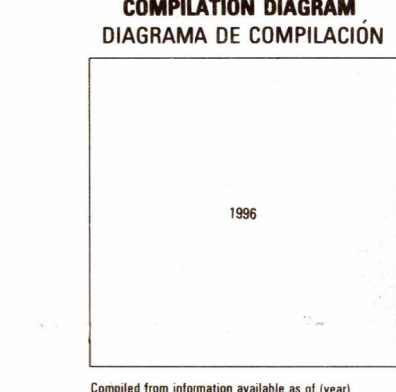 COMPILATION DIAGRAM
DIAGRAMA DE COMPILACIÓN
1996
Compiled from information available as of (year)